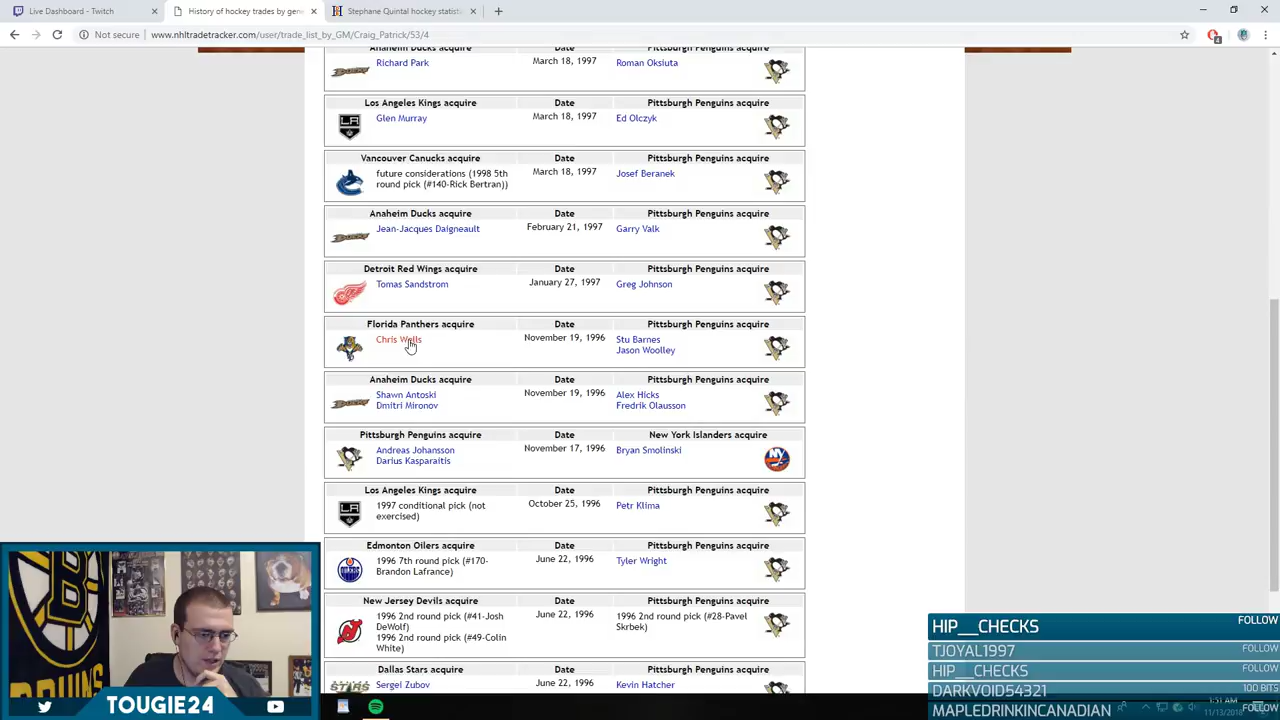 Live Dashboard - Twitch
History of hockey trades by gene
Stephane Quintal hockey statisti
Not secure
www.nhltradetracker.com/user/trade_list_by_GM/Craig_Patrick/53/4
Anaheim Ducks acquire Date Pittsburgh Penguins acquire
Richard Park March 18, 1997 Roman Oksiuta
Los Angeles Kings acquire Date Pittsburgh Penguins acquire
Glen Murray March 18, 1997 Ed Olczyk
Vancouver Canucks acquire Date Pittsburgh Penguins acquire
future considerations (1998 5th March 18, 1997 Josef Beranek
round pick (#140-Rick Bertran))
Anaheim Ducks acquire Date Pittsburgh Penguins acquire
Jean-Jacques Daigneault February 21, 1997 Garry Valk
Detroit Red Wings acquire Date Pittsburgh Penguins acquire
Tomas Sandstrom January 27, 1997 Greg Johnson
Florida Panthers acquire Date Pittsburgh Penguins acquire
Chris Wells November 19, 1996 Stu Barnes
Jason Woolley
Anaheim Ducks acquire Date Pittsburgh Penguins acquire
Shawn Antoski November 19, 1996 Alex Hicks
Dmitri Mironov Fredrik Olausson
Pittsburgh Penguins acquire Date New York Islanders acquire
Andreas Johansson November 17, 1996 Bryan Smolinski
Darius Kasparaitis
Los Angeles Kings acquire Date Pittsburgh Penguins acquire
1997 conditional pick (not October 25, 1996 Petr Klima
exercised)
Edmonton Oilers acquire Date Pittsburgh Penguins acquire
1996 7th round pick (#170- June 22, 1996 Tyler Wright
Brandon Lafrance)
New Jersey Devils acquire Date Pittsburgh Penguins acquire
1996 2nd round pick (#41-Josh June 22, 1996 1996 2nd round pick (#28-Pavel
DeWolf) Skrbek)
1996 2nd round pick (#49-Colin
White)
Dallas Stars acquire Date Pittsburgh Penguins acquire
Sergei Zubov June 22, 1996 Kevin Hatcher
TOUGIE24
HIP__CHECKS FOLLOW
TJOYAL1997 FOLLOW
HIP__CHECKS FOLLOW
DARKVOID54321 100 BITS
MAPLEDRINKINCANADIAN FOLLOW
1:51 AM
11/13/2018